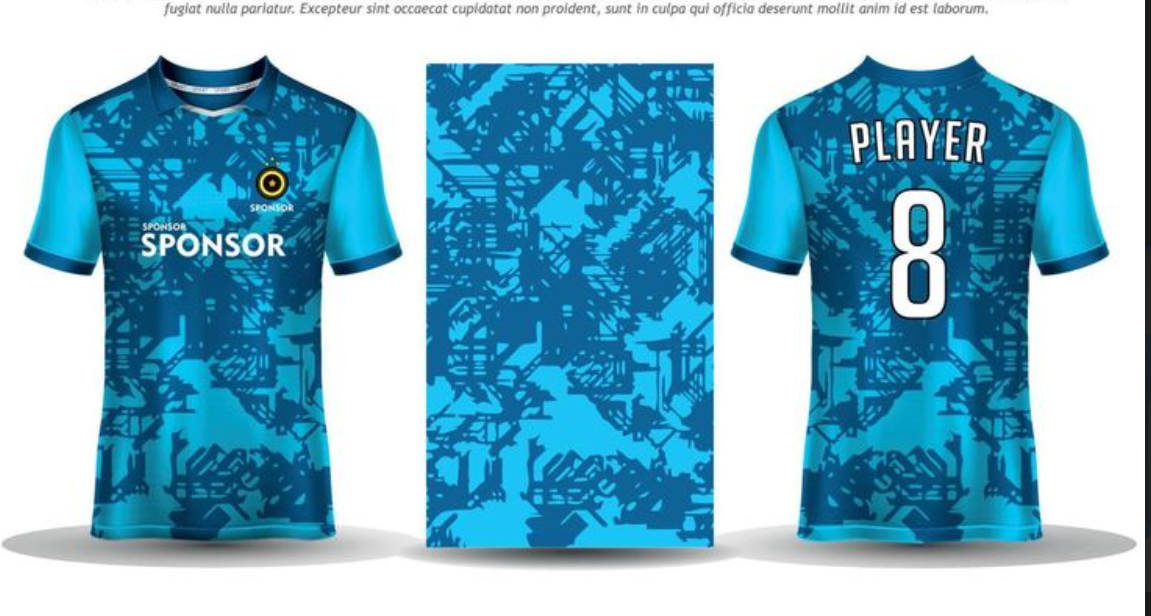 fugiat nulla pariatur. Excepteur sint occaecat cupidatat non proident, sunt in culpa qui officia deserunt mollit anim id est laborum.
SPONSOR
SPONSOR
SPONSOR
PLAYER
8